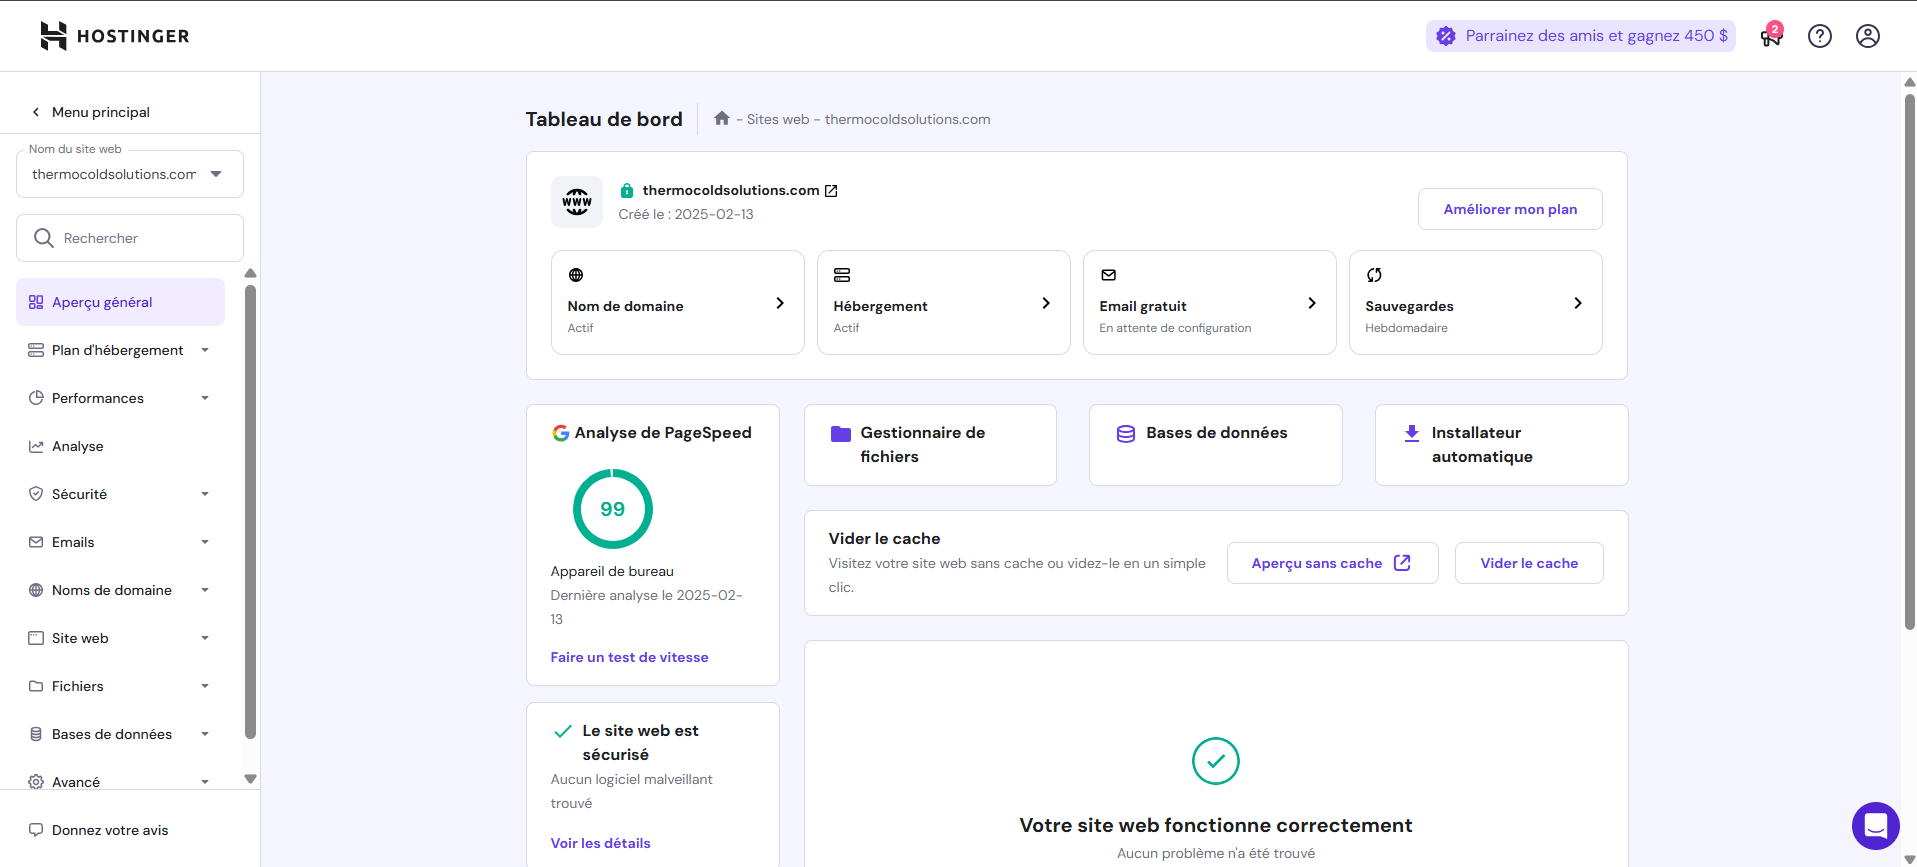 HOSTINGER
Parrainez des amis et gagnez 450 $
2
Menu principal
Nom du site web
thermocoldsolutions.com
Rechercher
Aperçu général
Plan d'hébergement
Performances
Analyse
Sécurité
Emails
Noms de domaine
Site web
Fichiers
Bases de données
Avancé
Donnez votre avis
Tableau de bord
- Sites web - thermocoldsolutions.com
www
thermocoldsolutions.com
Créé le : 2025-02-13
Améliorer mon plan
Nom de domaine
Actif
Hébergement
Actif
Email gratuit
En attente de configuration
Sauvegardes
Hebdomadaire
Analyse de PageSpeed
99
Appareil de bureau
Dernière analyse le 2025-02-
13
Faire un test de vitesse
Gestionnaire de
fichiers
Bases de données
Installateur
automatique
Vider le cache
Visitez votre site web sans cache ou videz-le en un simple
clic.
Aperçu sans cache
Vider le cache
Le site web est
sécurisé
Aucun logiciel malveillant
trouvé
Voir les détails
Votre site web fonctionne correctement
Aucun problème n'a été trouvé